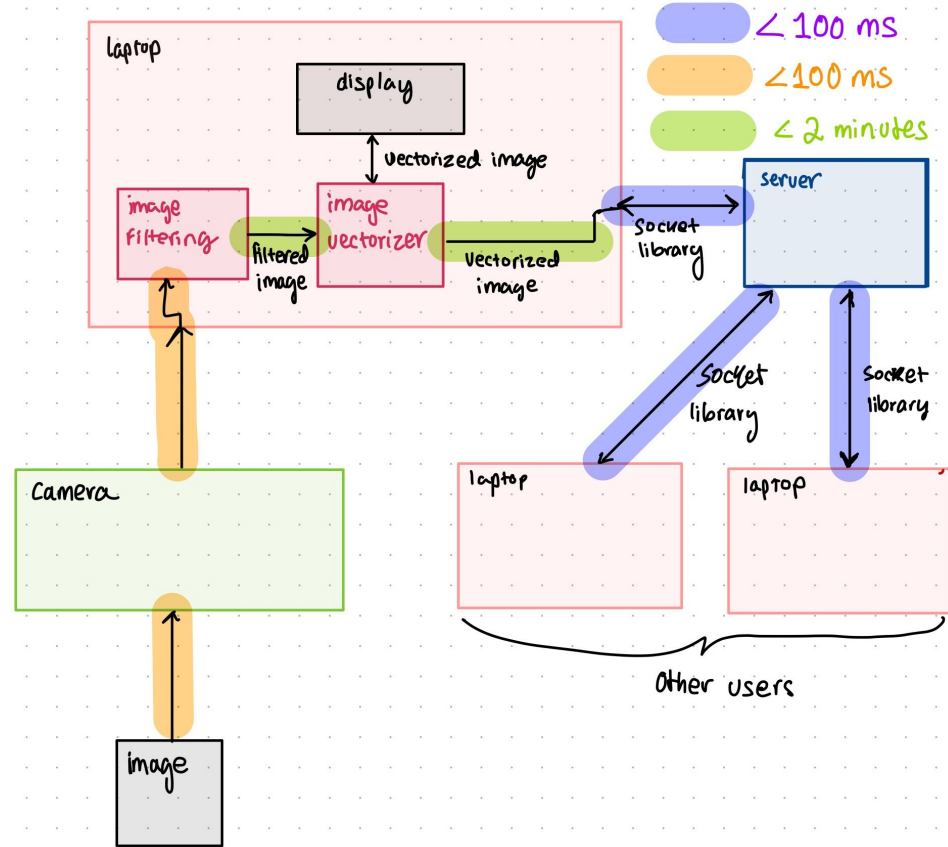 laptop
display
vectorized image
image
filtering
filtered
image
image
vectorizer
vectorized
image
< 100 ms
<100 ms
< 2 minutes
server
socket
library
socket
library
socket
library
Camera
laptop
laptop
Other users
image